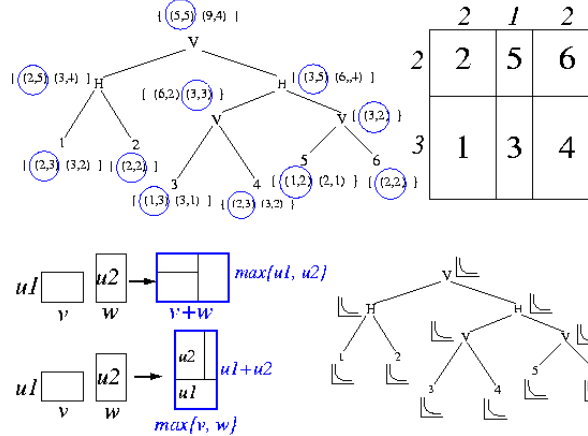 { (5,5) (9,4) ]
V
[ (2,5) (3,4) ]
H
[ (6,2) (3,3) }
H
[ (3,5) (6,,4) }
V
V
[ (3,2) }
1
2
[ (2,3) (3,2) ]
[ (2,2) ]
3
4
[ (1,3) (3,1) ]
{ (2,3) (3,2) }
5
6
[ (1,2) (2,1) }
[ (2,2) }
2 1 2
2 2 5 6
3 1 3 4
u1 v u2 w
max{u1, u2}
v+w
u1 v u2 w
u2
u1
u1+u2
max{v, w}
V
H H
V V
1 2
3 4
5